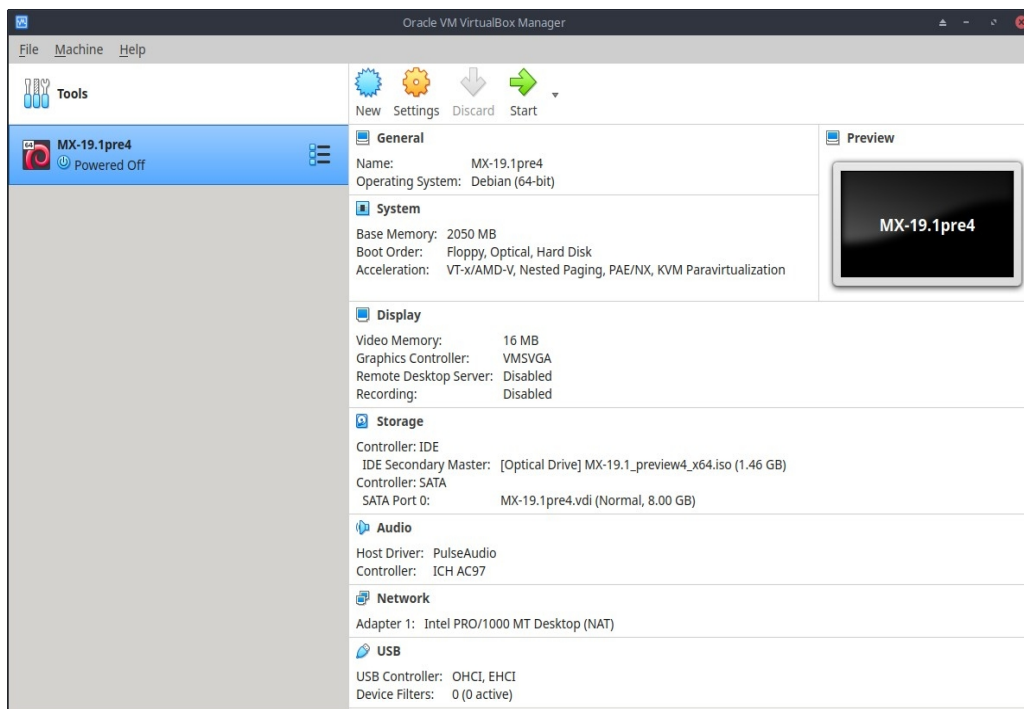 Oracle VM VirtualBox Manager
File Machine Help
Tools
New Settings Discard Start
64
MX-19.1pre4
Powered Off
General
Name: MX-19.1pre4
Operating System: Debian (64-bit)
Preview
MX-19.1pre4
System
Base Memory: 2050 MB
Boot Order: Floppy, Optical, Hard Disk
Acceleration: VT-x/AMD-V, Nested Paging, PAE/NX, KVM Paravirtualization
Display
Video Memory: 16 MB
Graphics Controller: VMSVGA
Remote Desktop Server: Disabled
Recording: Disabled
Storage
Controller: IDE
IDE Secondary Master: [Optical Drive] MX-19.1_preview4_x64.iso (1.46 GB)
Controller: SATA
SATA Port 0: MX-19.1pre4.vdi (Normal, 8.00 GB)
Audio
Host Driver: PulseAudio
Controller: ICH AC97
Network
Adapter 1: Intel PRO/1000 MT Desktop (NAT)
USB
USB Controller: OHCI, EHCI
Device Filters: 0 (0 active)